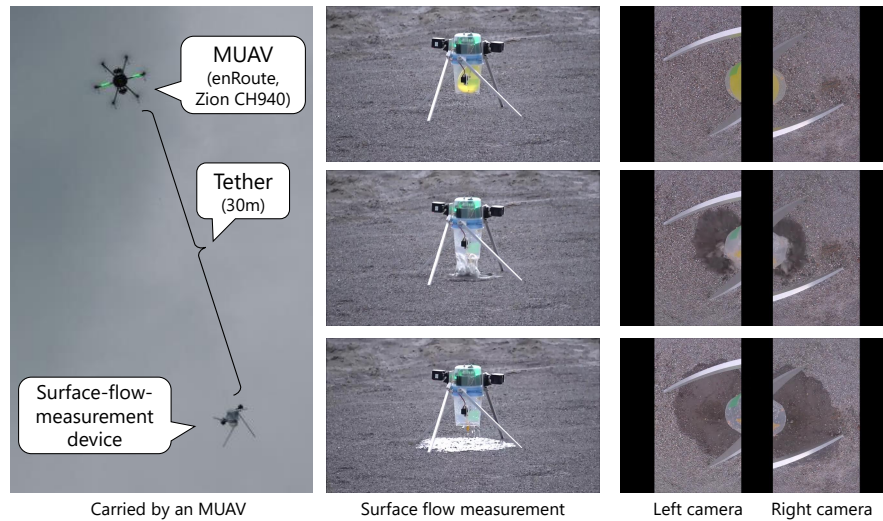 MUAV
(enRoute,
Zion CH940)
Tether
(30m)
Surface-flow-
measurement
device
Carried by an MUAV
Surface flow measurement
Left camera
Right camera